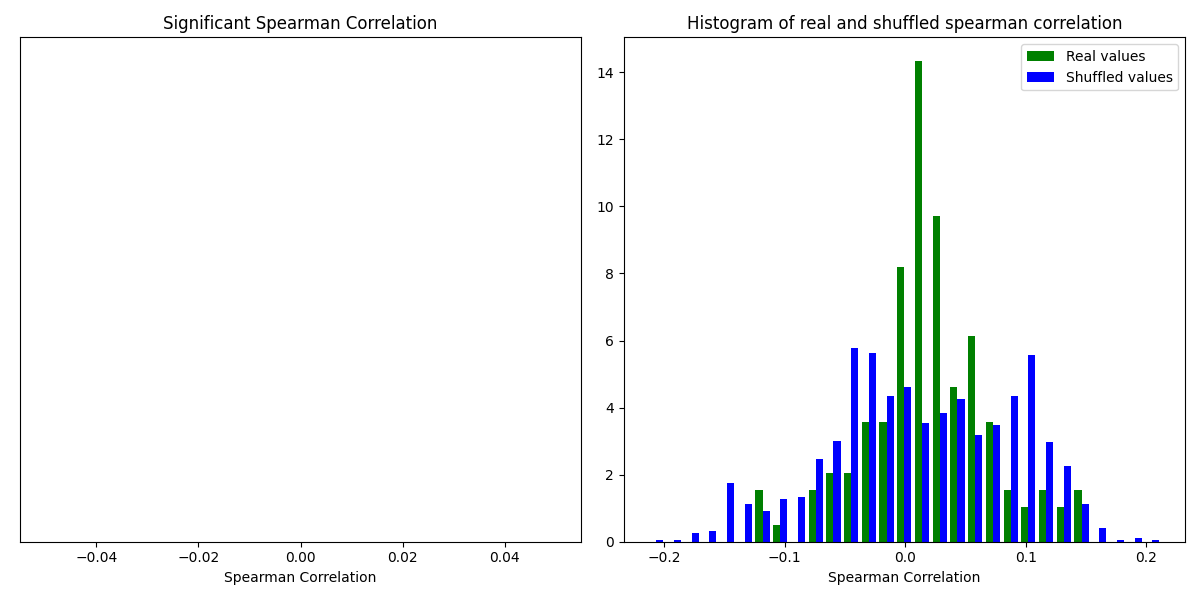 Significant Spearman Correlation
−0.04 −0.02 0.00 0.02 0.04
Spearman Correlation
Histogram of real and shuffled spearman correlation
Real values
Shuffled values
14
12
10
8
6
4
2
0
−0.2 −0.1 0.0 0.1 0.2
Spearman Correlation